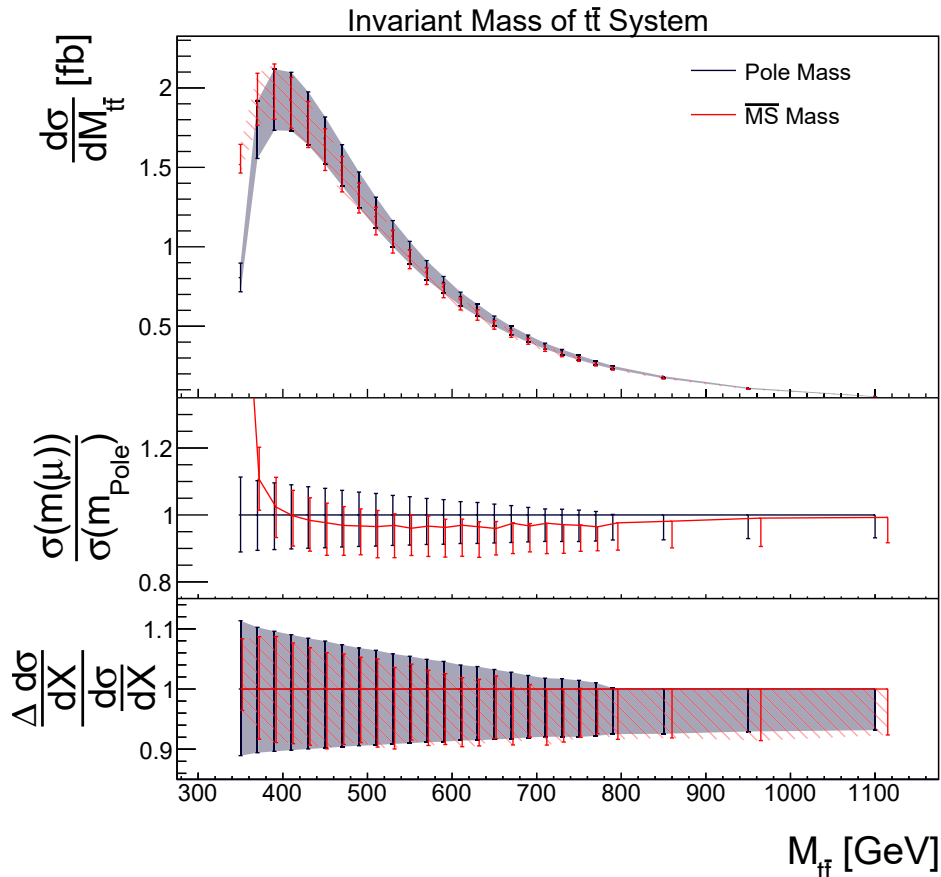 Invariant Mass of tt̄ System
dσ
dM_tt̄ [fb]
Pole Mass
M̅S̅ Mass
2
1.5
1
0.5
σ(m(μ))
σ(m_Pole)
1.2
1
0.8
Δ dσ
dX
dσ
dX
1.1
1
0.9
300 400 500 600 700 800 900 1000 1100
M_tt̄ [GeV]